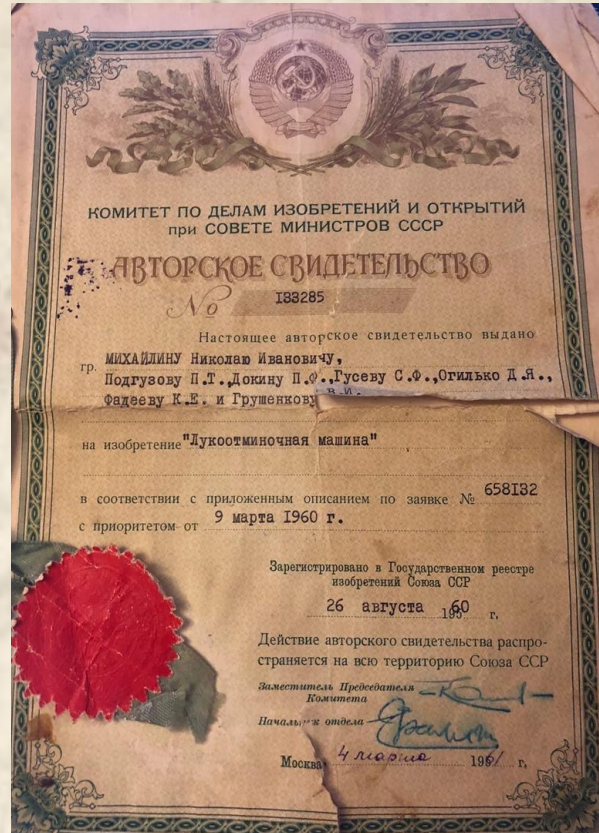 КОМИТЕТ ПО ДЕЛАМ ИЗОБРЕТЕНИЙ И ОТКРЫТИЙ
при СОВЕТЕ МИНИСТРОВ СССР
АВТОРСКОЕ СВИДЕТЕЛЬСТВО
№ 133285
Настоящее авторское свидетельство выдано
гр. МИХАЙЛИНУ Николаю Ивановичу,
Подгузову П.Т., Докину П.Ф., Гусеву С.Ф., Огилько Д.Я.,
Фадееву К.Е. и Грушенкову В.И.
на изобретение "Лукоотминочная машина"
в соответствии с приложенным описанием по заявке № 658132
с приоритетом от 9 марта 1960 г.
Зарегистрировано в Государственном реестре
изобретений Союза ССР
26 августа 1960 г.
Действие авторского свидетельства распро-
страняется на всю территорию Союза ССР
Заместитель Председателя
Комитета
Начальник отдела
Москва, 4 марта 1961 г.